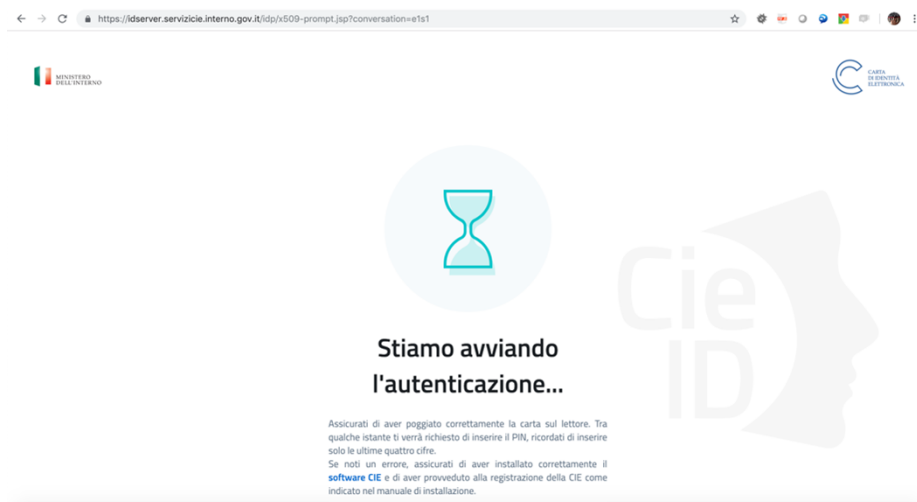 https://idserver.servizicie.interno.gov.it/idp/x509-prompt.jsp?conversation=e1s1
MINISTERO
DELL'INTERNO
CARTA
DI IDENTITÀ
ELETTRONICA
Cie
ID
Stiamo avviando
l'autenticazione...
Assicurati di aver poggiato correttamente la carta sul lettore. Tra
qualche istante ti verrà richiesto di inserire il PIN, ricordati di inserire
solo le ultime quattro cifre.
Se noti un errore, assicurati di aver installato correttamente il
software CIE e di aver provveduto alla registrazione della CIE come
indicato nel manuale di installazione.